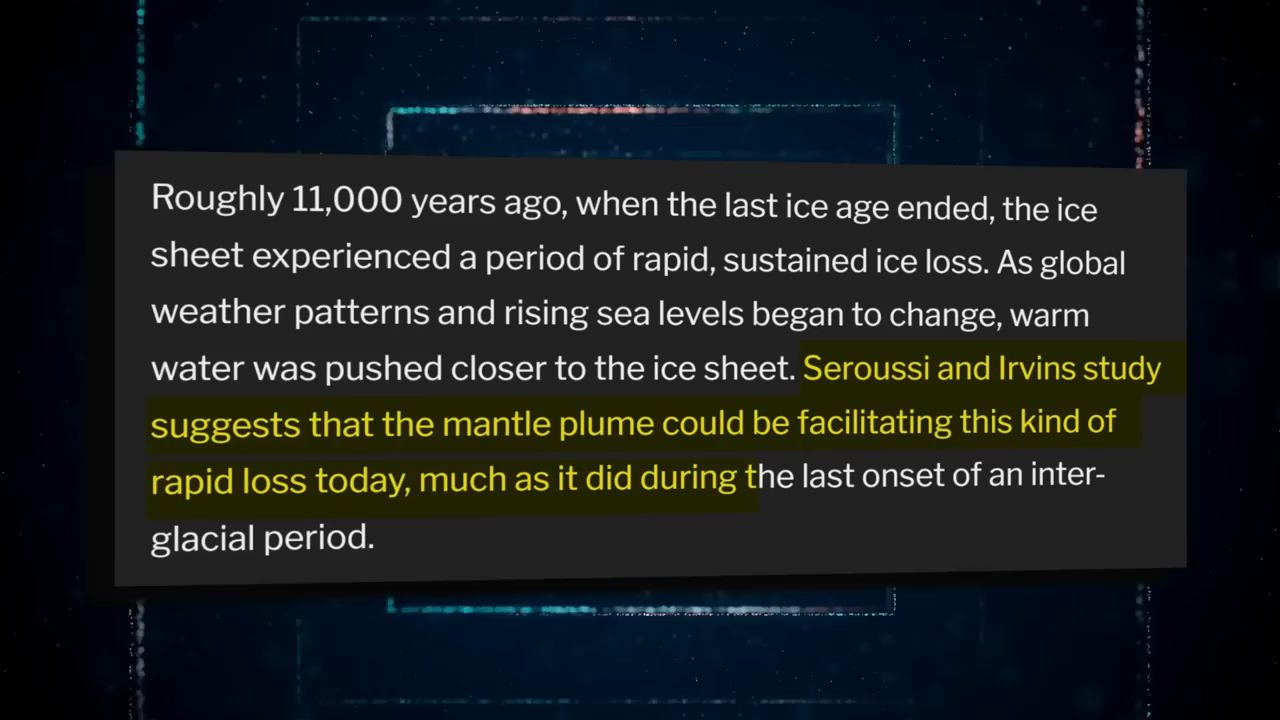 Roughly 11,000 years ago, when the last ice age ended, the ice
sheet experienced a period of rapid, sustained ice loss. As global
weather patterns and rising sea levels began to change, warm
water was pushed closer to the ice sheet. Seroussi and Irvins study
suggests that the mantle plume could be facilitating this kind of
rapid loss today, much as it did during the last onset of an inter-
glacial period.